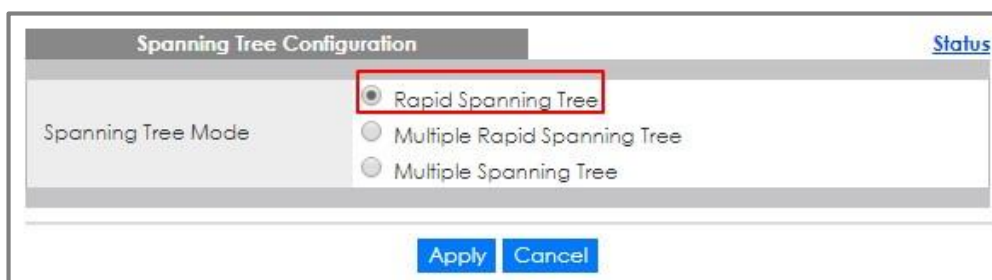 Spanning Tree Configuration
Status
Rapid Spanning Tree
Spanning Tree Mode
Multiple Rapid Spanning Tree
Multiple Spanning Tree
Apply Cancel